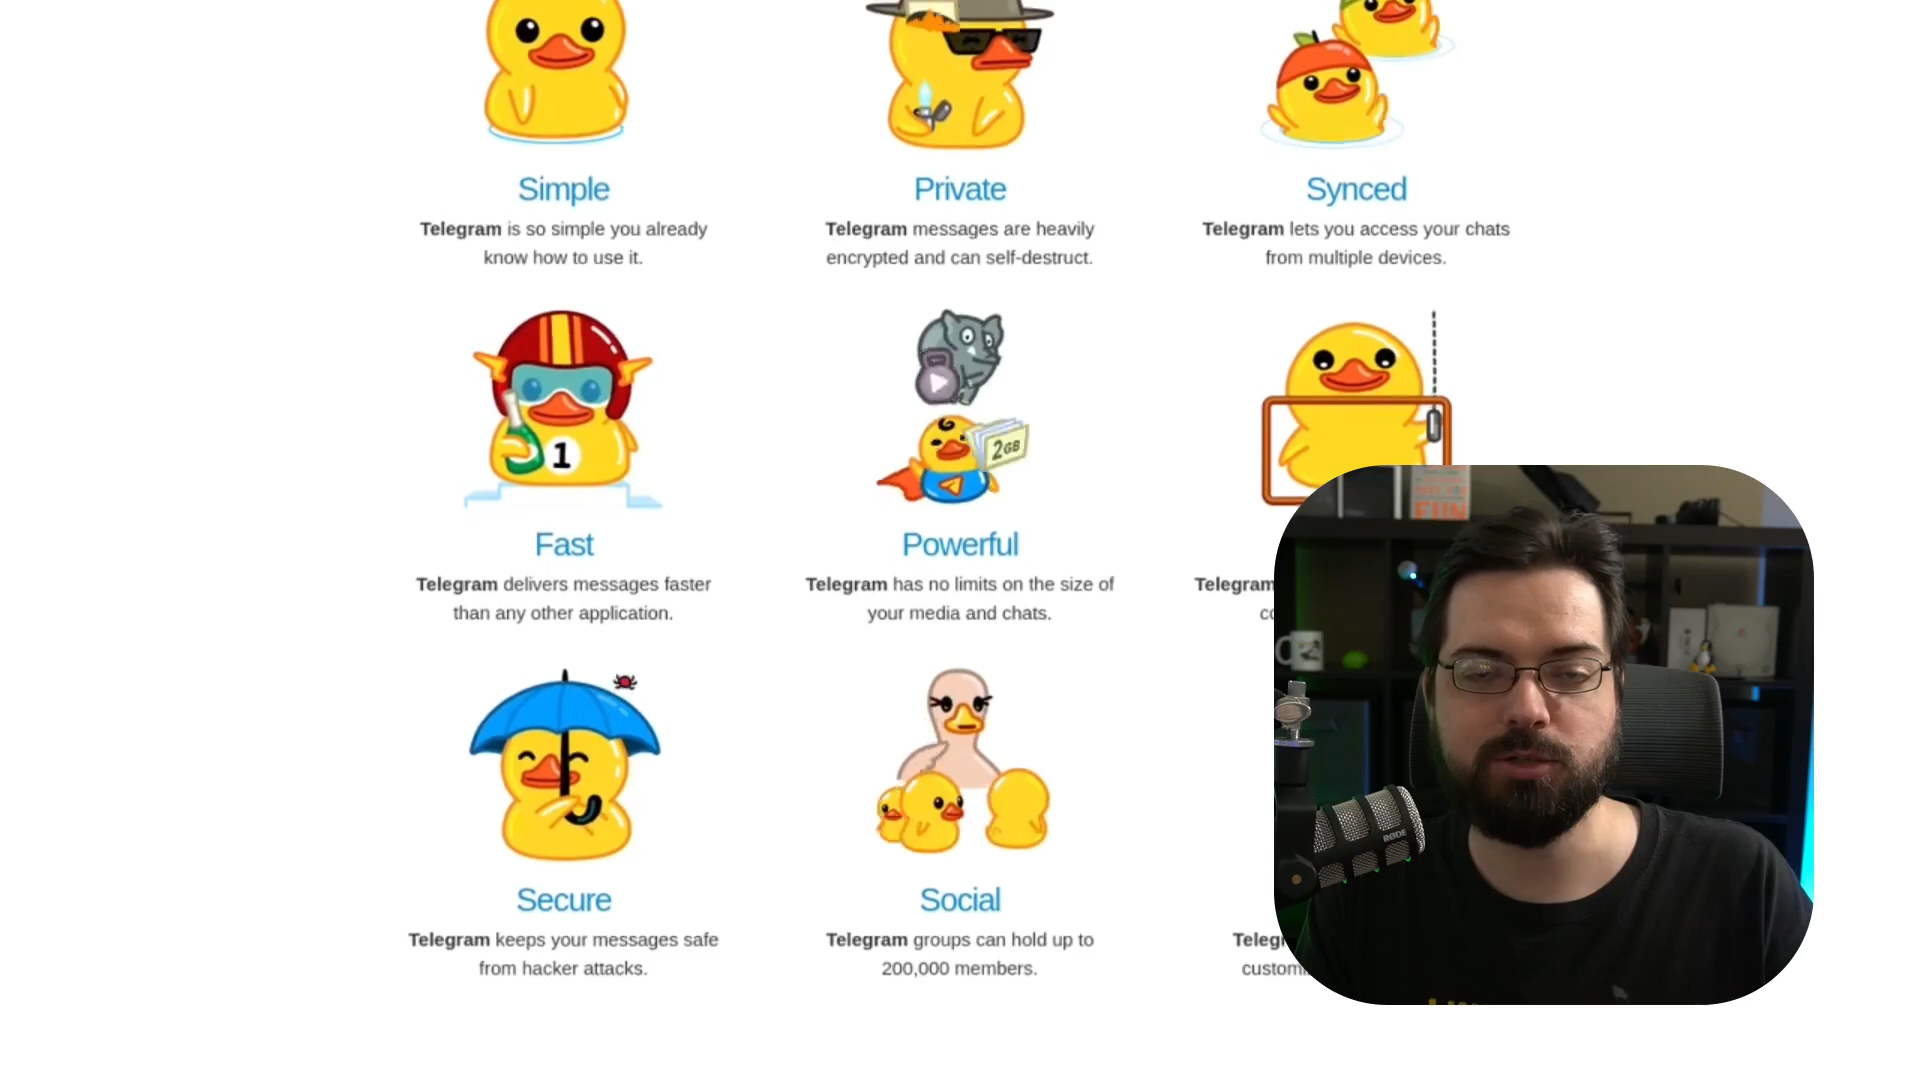 Simple
Telegram is so simple you already
know how to use it.
Private
Telegram messages are heavily
encrypted and can self-destruct.
Synced
Telegram lets you access your chats
from multiple devices.
1
2GB
FUN
Fast
Telegram delivers messages faster
than any other application.
Powerful
Telegram has no limits on the size of
your media and chats.
Telegram
RØDE
Secure
Telegram keeps your messages safe
from hacker attacks.
Social
Telegram groups can hold up to
200,000 members.